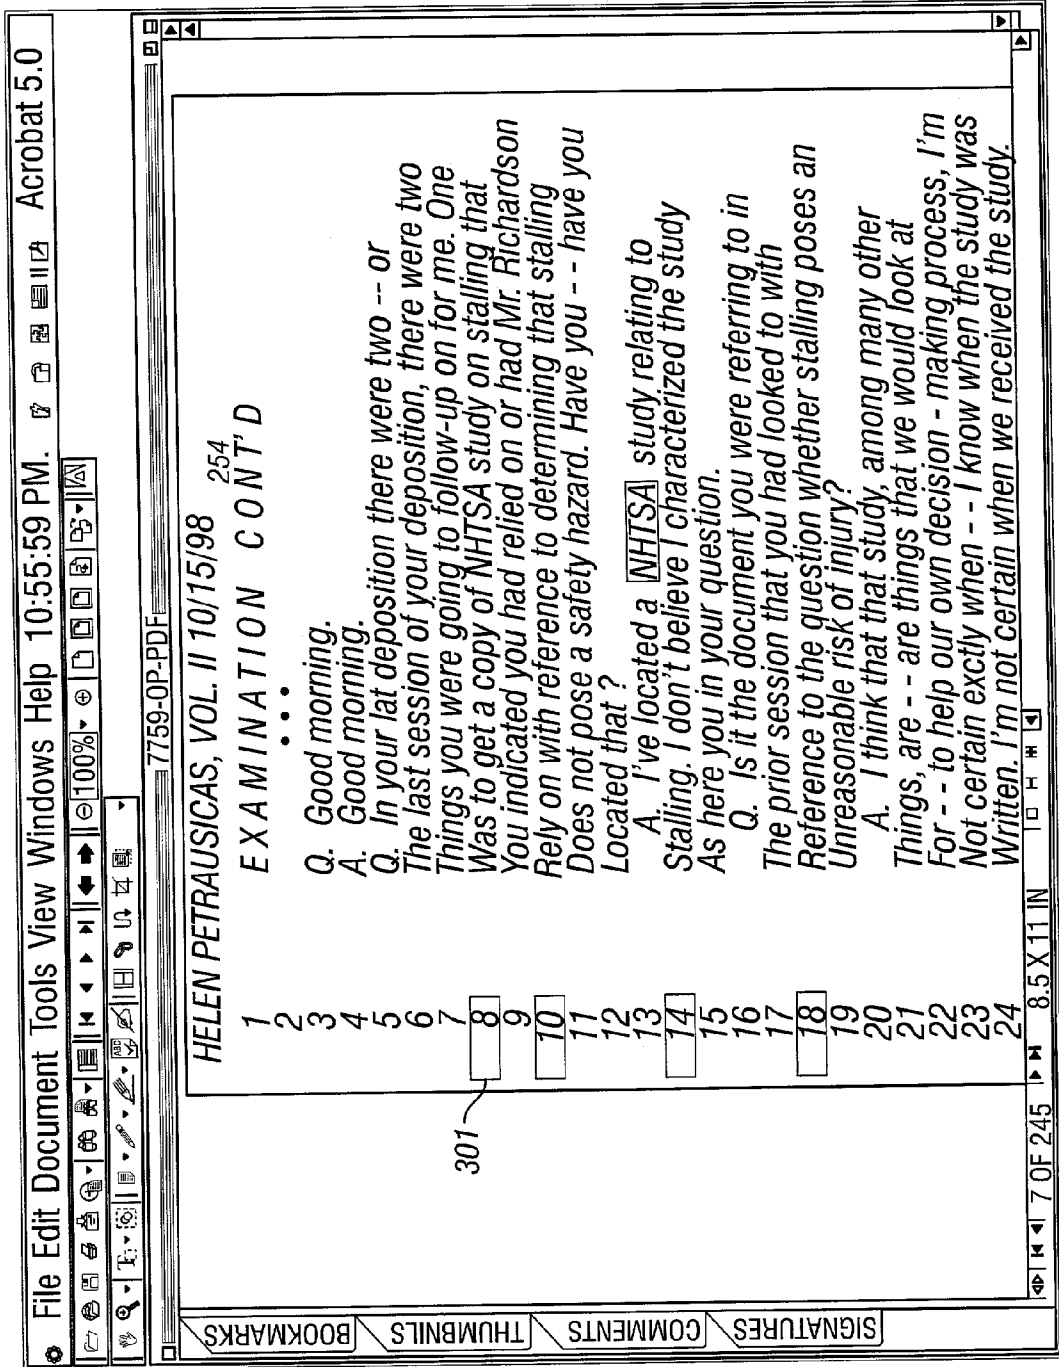 File Edit Document Tools View Windows Help 10:55:59 PM. Acrobat 5.0
100%
T
ABC
7759-0P-PDF
BOOKMARKS
THUMBNILS
COMMENTS
SIGNATURES
HELEN PETRAUSICAS, VOL. II 10/15/98
254
1 EXAMINATION CONT'D
2 • • •
3 Q. Good morning.
4 A. Good morning.
5 Q. In your lat deposition there were two -- or
6 The last session of your deposition, there were two
7 Things you were going to follow-up on for me. One
8 Was to get a copy of NHTSA study on stalling that
9 You indicated you had relied on or had Mr. Richardson
10 Rely on with reference to determining that stalling
11 Does not pose a safety hazard. Have you - - have you
12 Located that ?
13 A. I've located a NHTSA study relating to
14 Stalling. I don't believe I characterized the study
15 As here you in your question.
16 Q. Is it the document you were referring to in
17 The prior session that you had looked to with
18 Reference to the question whether stalling poses an
19 Unreasonable risk of injury?
20 A. I think that that study, among many other
21 Things, are - - are things that we would look at
22 For - - to help our own decision - making process, I'm
23 Not certain exctly when - - I know when the study was
24 Written. I'm not certain when we received the study.
301
7 OF 245
8.5 X 11 IN